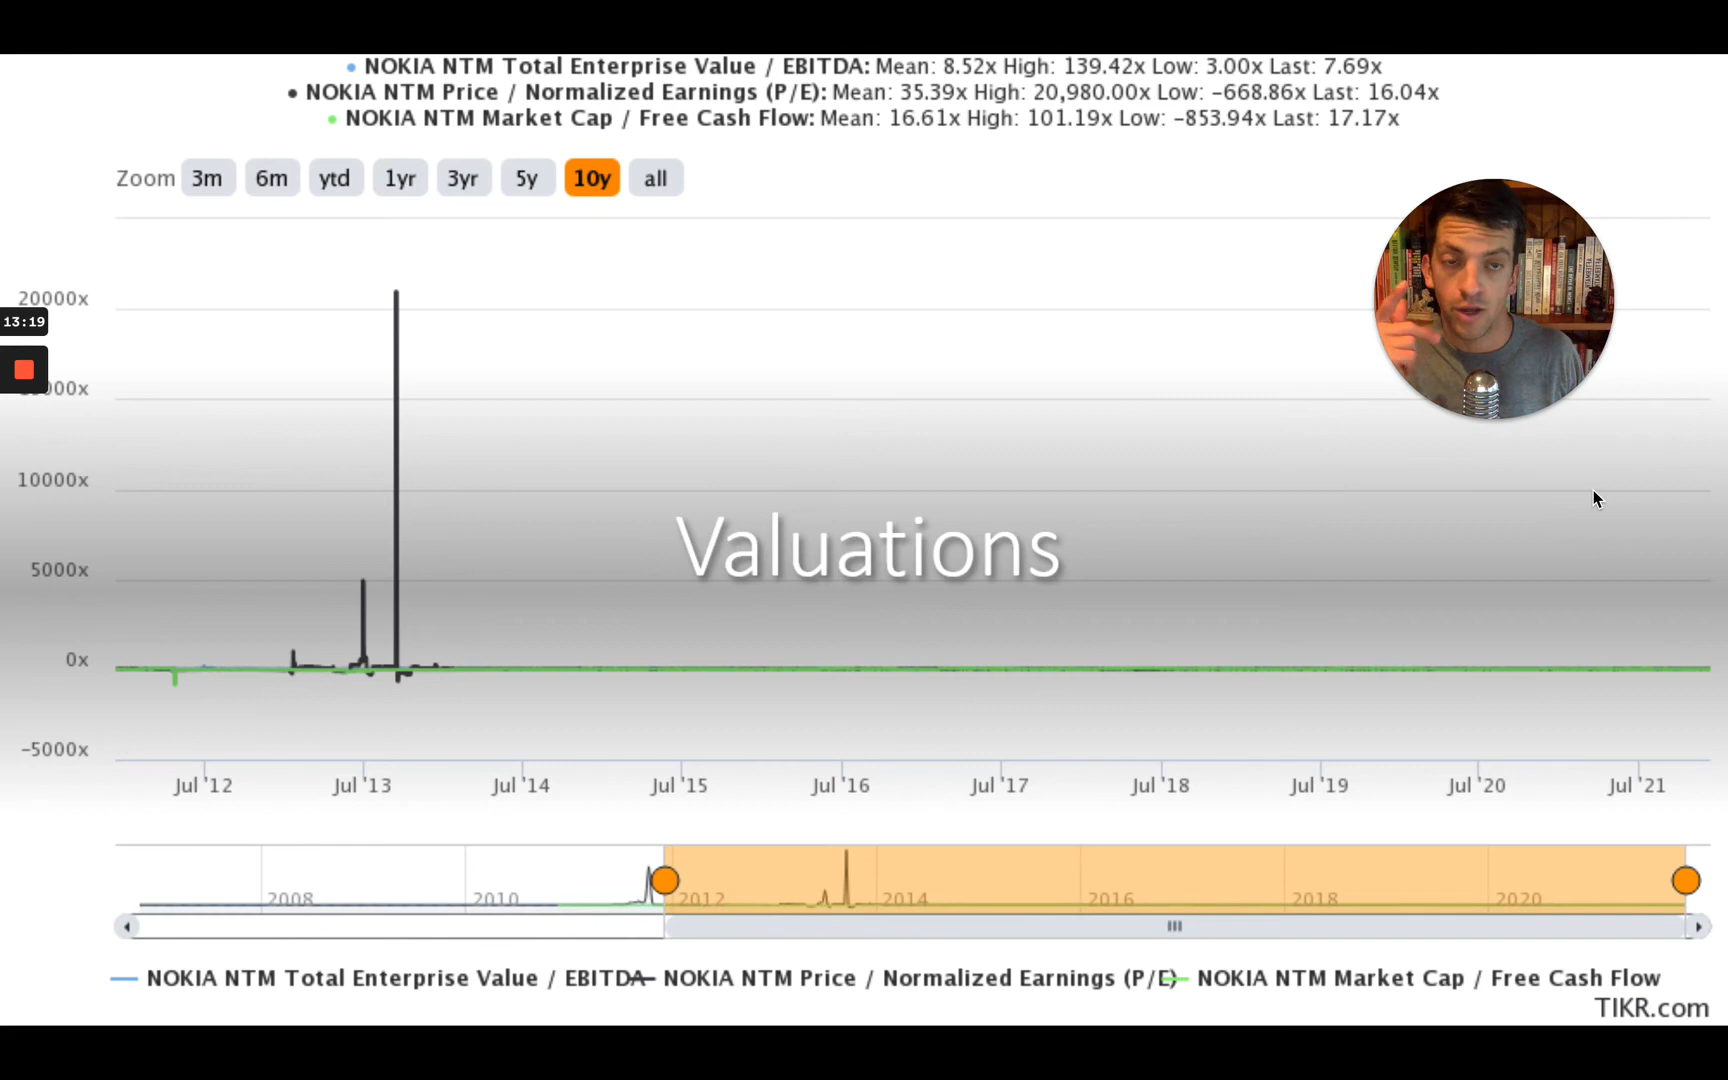 NOKIA NTM Total Enterprise Value / EBITDA: Mean: 8.52x High: 139.42x Low: 3.00x Last: 7.69x
NOKIA NTM Price / Normalized Earnings (P/E): Mean: 35.39x High: 20,980.00x Low: -668.86x Last: 16.04x
NOKIA NTM Market Cap / Free Cash Flow: Mean: 16.61x High: 101.19x Low: -853.94x Last: 17.17x
Zoom 3m 6m ytd 1yr 3yr 5y 10y all
20000x
13:19
10000x
Valuations
5000x
0x
-5000x
Jul '12 Jul '13 Jul '14 Jul '15 Jul '16 Jul '17 Jul '18 Jul '19 Jul '20 Jul '21
2008 2010 2012 2014 2016 2018 2020
NOKIA NTM Total Enterprise Value / EBITDA NOKIA NTM Price / Normalized Earnings (P/E) NOKIA NTM Market Cap / Free Cash Flow
TIKR.com